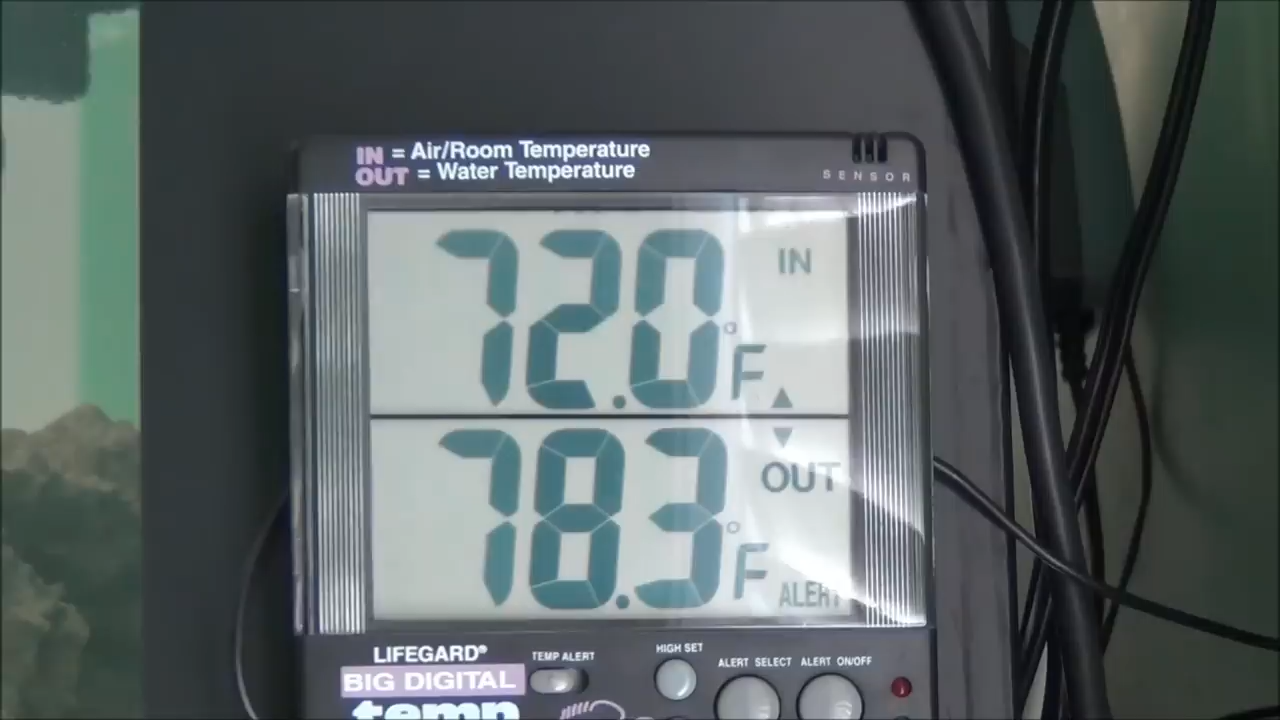 IN = Air/Room Temperature
OUT = Water Temperature
SENSOR
72.0°F IN
78.3°F OUT
ALERT
LIFEGARD®
BIG DIGITAL
temp
TEMP ALERT
HIGH SET
ALERT SELECT
ALERT ON/OFF